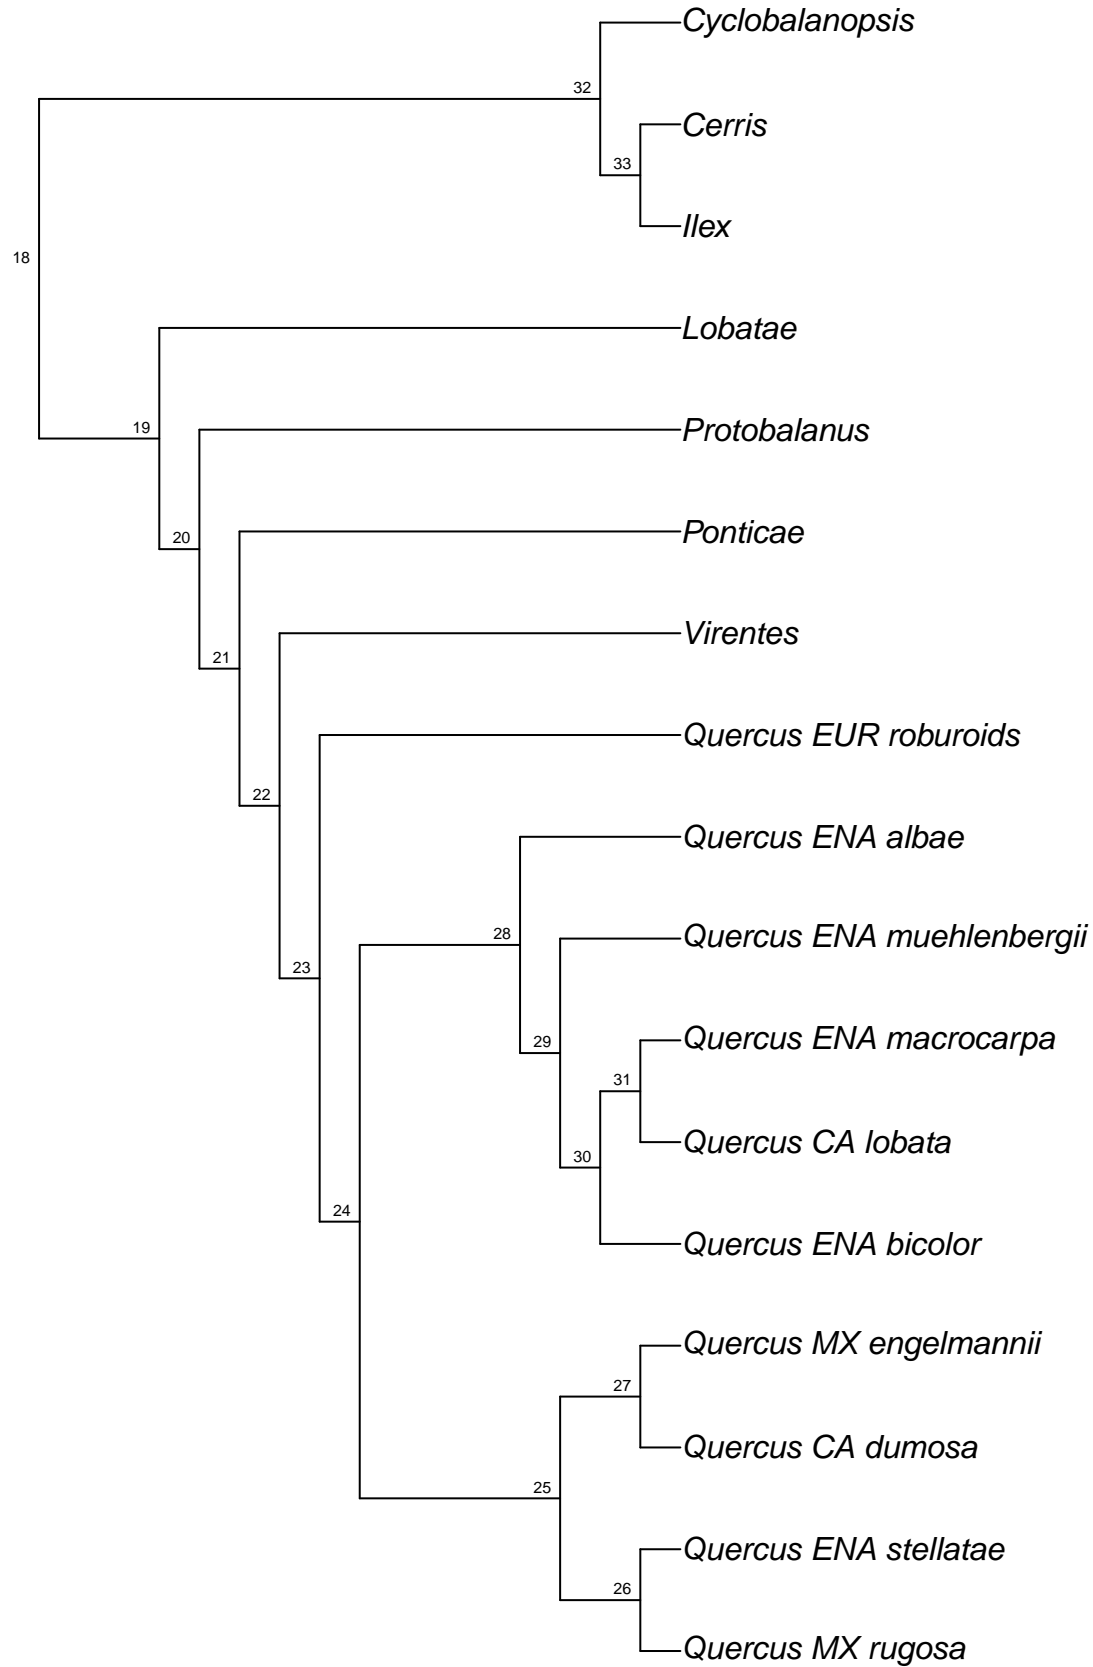 Cyclobalanopsis
32
Cerris
33
Ilex
18
Lobatae
19
Protobalanus
20
Ponticae
Virentes
21
Quercus EUR roburoids
22
Quercus ENA albae
28
Quercus ENA muehlenbergii
23
29
Quercus ENA macrocarpa
31
Quercus CA lobata
30
24
Quercus ENA bicolor
Quercus MX engelmannii
27
Quercus CA dumosa
25
Quercus ENA stellatae
26
Quercus MX rugosa